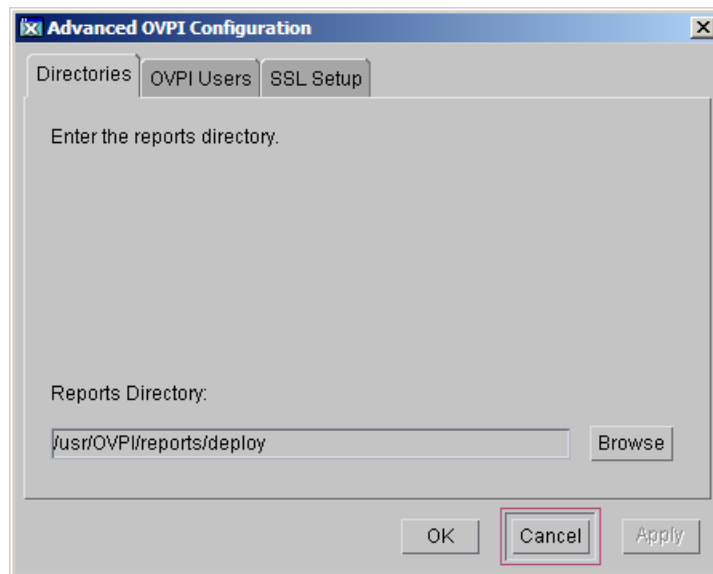 Advanced OVPI Configuration
Directories OVPI Users SSL Setup
Enter the reports directory.
Reports Directory:
/usr/OVPI/reports/deploy Browse
OK Cancel Apply